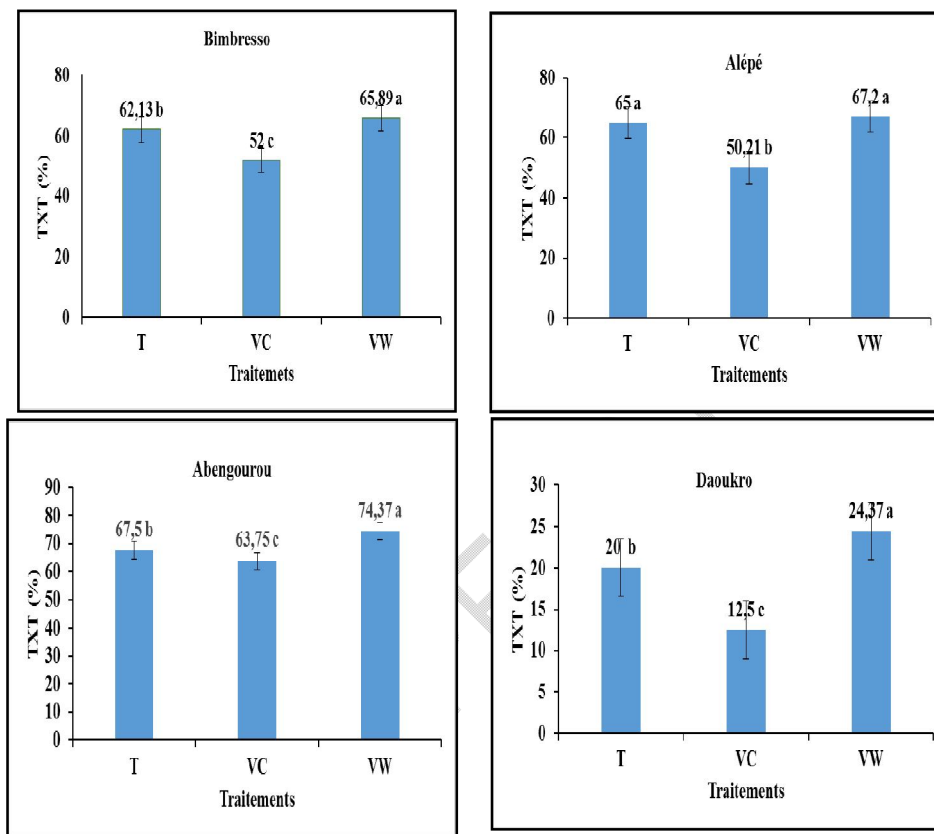 Bimbresso
TXT (%)
80
60
40
20
0
62,13 b
52 c
65,89 a
T
VC
VW
Traitemets
Alépé
TXT (%)
80
60
40
20
0
65 a
50,21 b
67,2 a
T
VC
VW
Traitements
Abengourou
TXT (%)
90
80
70
60
50
40
30
20
10
0
67,5 b
63,75 c
74,37 a
T
VC
VW
Traitements
Daoukro
TXT (%)
30
25
20
15
10
5
0
20 b
12,5 c
24,37 a
T
VC
VW
Traitements